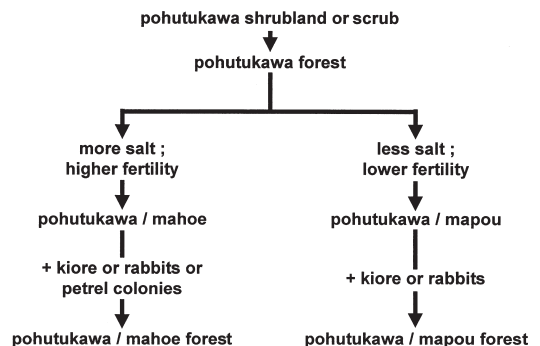 pohutukawa shrubland or scrub
pohutukawa forest
more salt ;
higher fertility
less salt ;
lower fertility
pohutukawa / mahoe
pohutukawa / mapou
+ kiore or rabbits or
petrel colonies
+ kiore or rabbits
pohutukawa / mahoe forest
pohutukawa / mapou forest